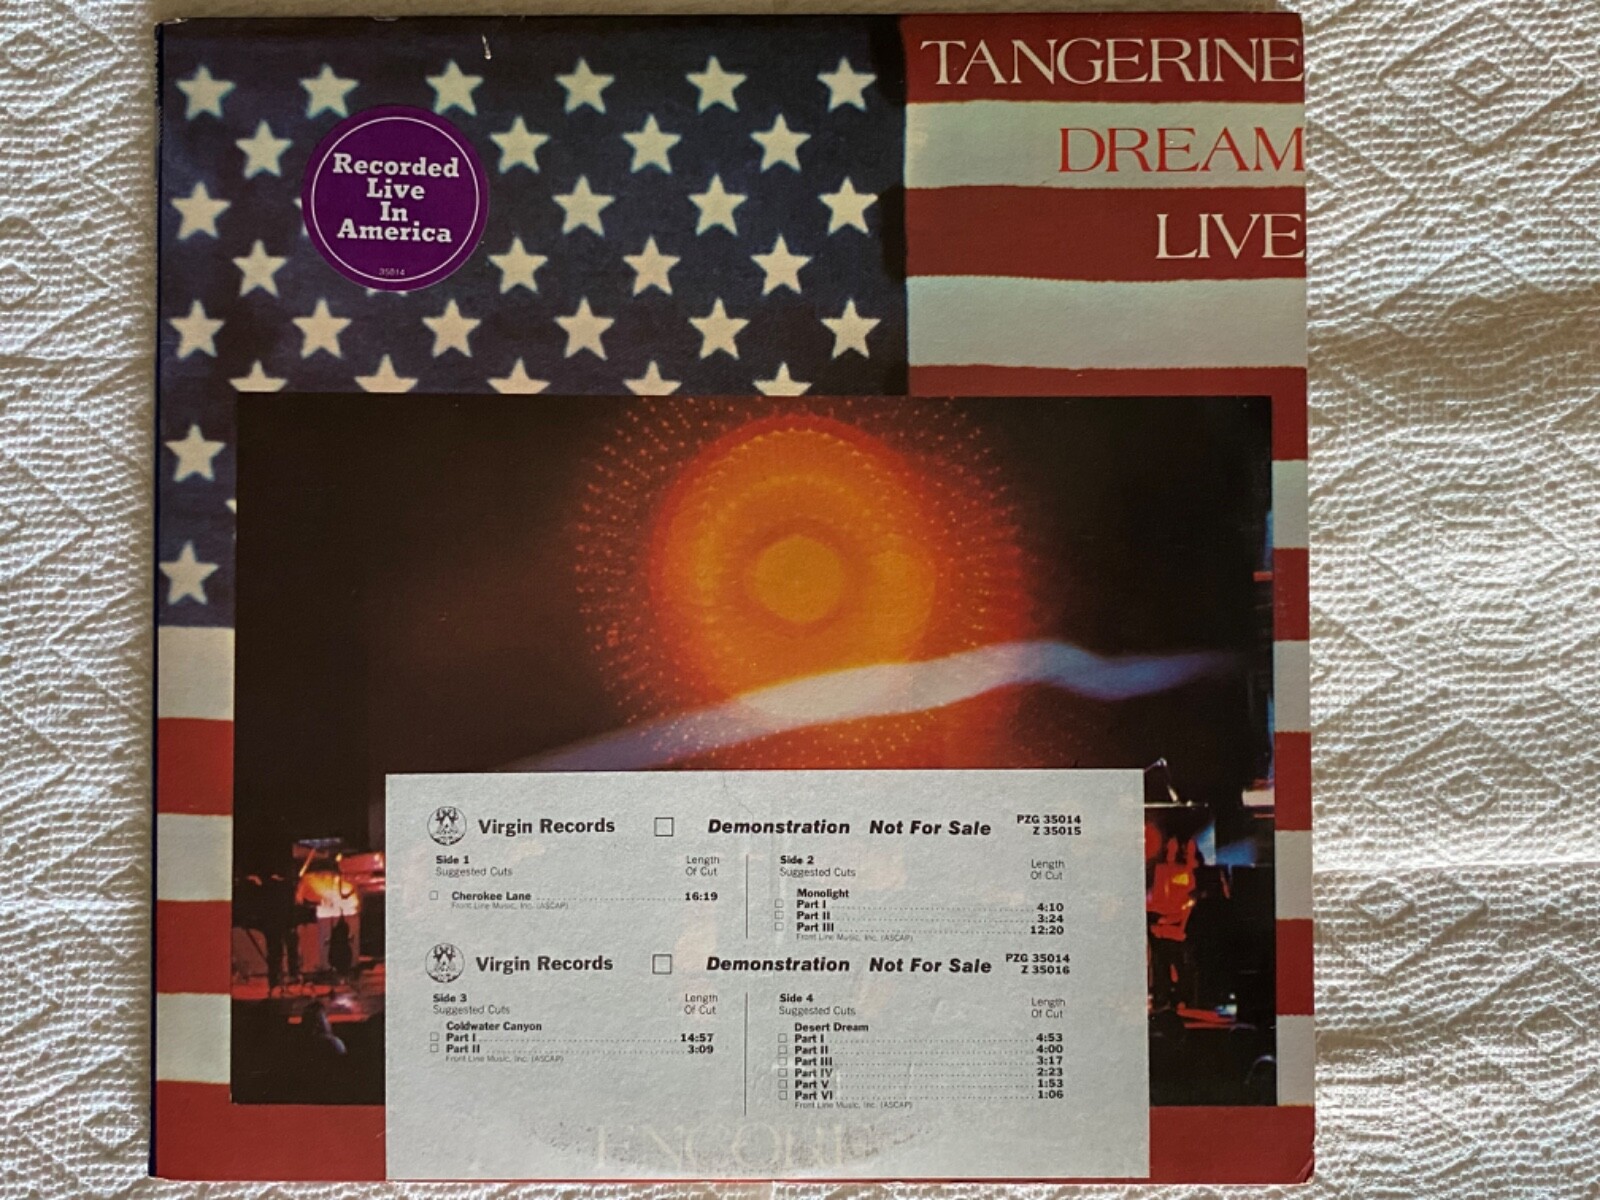 TANGERINE
DREAM
LIVE
Recorded
Live
In
America
35014
Virgin Records Demonstration Not For Sale PZG 35014
Z 35015
Side 1
Suggested Cuts
Length
Of Cut
Cherokee Lane 16:19
Front Line Music, Inc. (ASCAP)
Side 2
Suggested Cuts
Length
Of Cut
Monolight
Part I 4:10
Part II 3:24
Part III 12:20
Front Line Music, Inc. (ASCAP)
Virgin Records Demonstration Not For Sale PZG 35014
Z 35016
Side 3
Suggested Cuts
Length
Of Cut
Coldwater Canyon
Part I 14:57
Part II 3:09
Front Line Music, Inc. (ASCAP)
Side 4
Suggested Cuts
Length
Of Cut
Desert Dream
Part I 4:53
Part II 4:00
Part III 3:17
Part IV 2:23
Part V 1:53
Part VI 1:06
Front Line Music, Inc. (ASCAP)
ENCORE